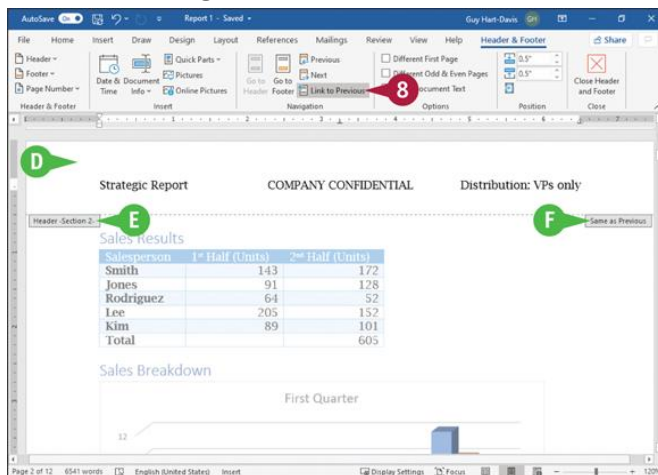 AutoSave On Report 1 - Saved Guy Hart-Davis GH
File Home Insert Draw Design Layout References Mailings Review View Help Header & Footer Share
Header Quick Parts Previous Different First Page 0.5"
Footer Date & Document Pictures Go to Go to Next Different Odd & Even Pages 0.5" Close Header
Page Number Time Info Online Pictures Header Footer Link to Previous 8 Document Text and Footer
Header & Footer Insert Navigation Options Position Close
D
Strategic Report COMPANY CONFIDENTIAL Distribution: VPs only
Header -Section 2- E F Same as Previous
Sales Results
Salesperson 1st Half (Units) 2nd Half (Units)
Smith 143 172
Jones 91 128
Rodriguez 64 52
Lee 205 152
Kim 89 101
Total 605
Sales Breakdown
First Quarter
12
Page 2 of 12 6541 words English (United States) Insert Display Settings Focus 120%